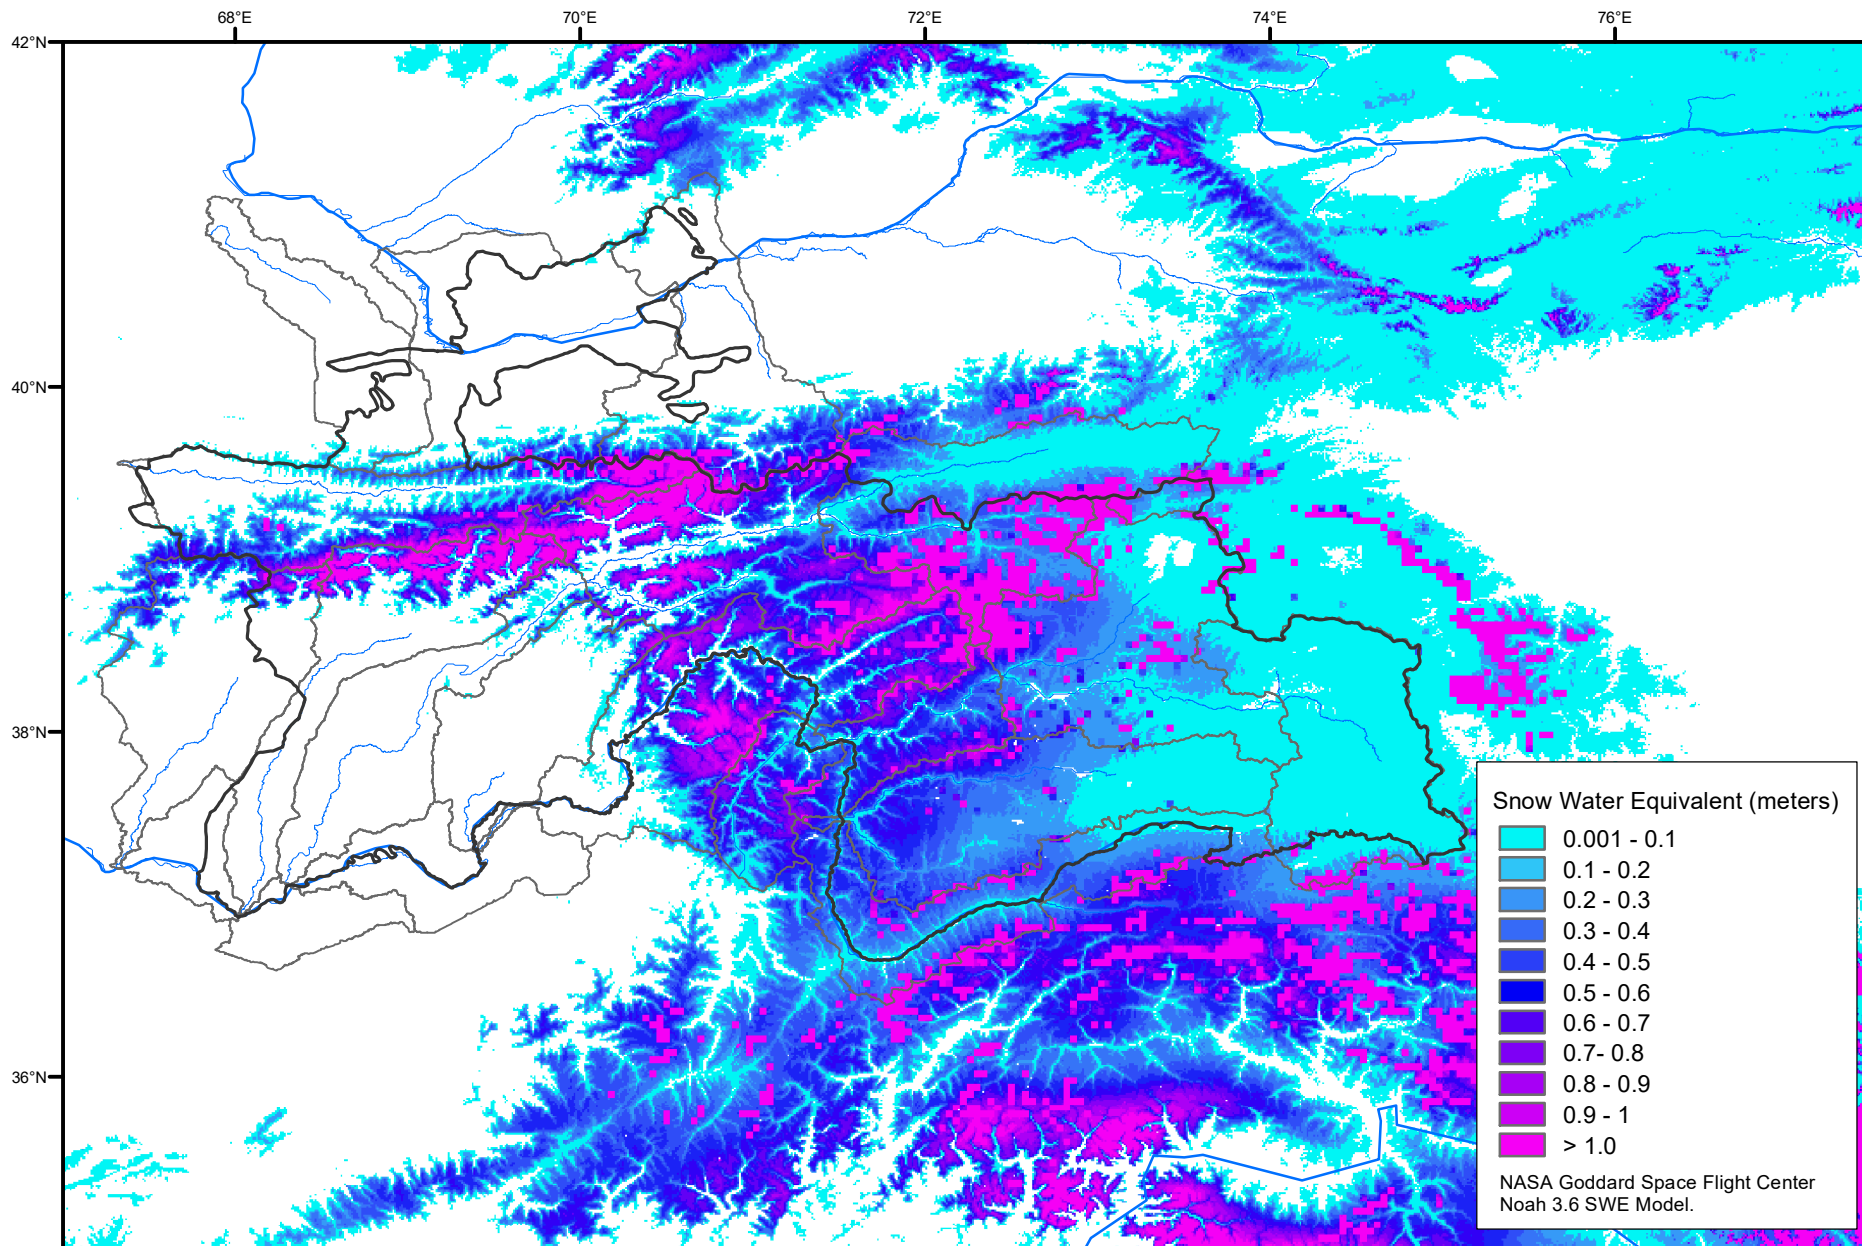 68°E 70°E 72°E 74°E 76°E
42°N
40°N
38°N
36°N
Snow Water Equivalent (meters)
0.001 - 0.1
0.1 - 0.2
0.2 - 0.3
0.3 - 0.4
0.4 - 0.5
0.5 - 0.6
0.6 - 0.7
0.7- 0.8
0.8 - 0.9
0.9 - 1
> 1.0
NASA Goddard Space Flight Center
Noah 3.6 SWE Model.